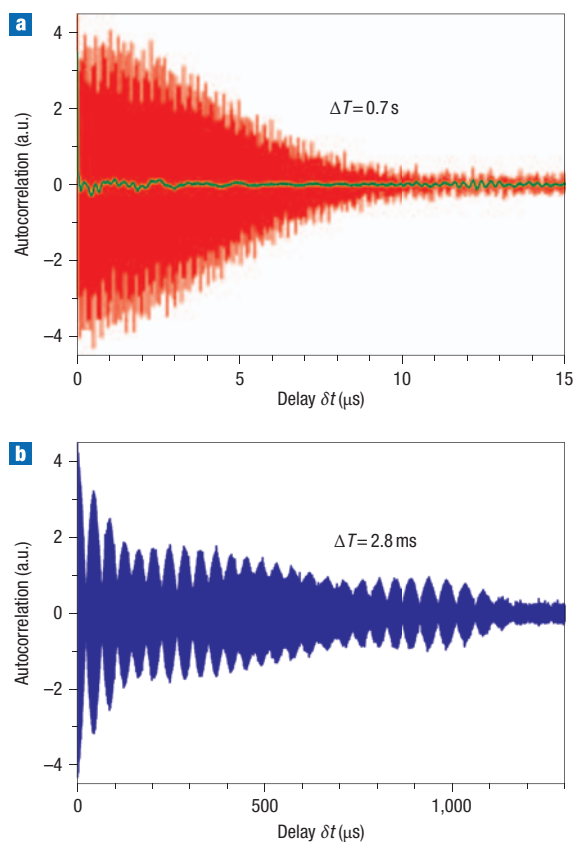 a
4
2
0
−2
−4
Autocorrelation (a.u.)
ΔT = 0.7 s
0 5 10 15
Delay δt (μs)
b
4
2
0
−2
−4
Autocorrelation (a.u.)
ΔT = 2.8 ms
0 500 1,000
Delay δt (μs)